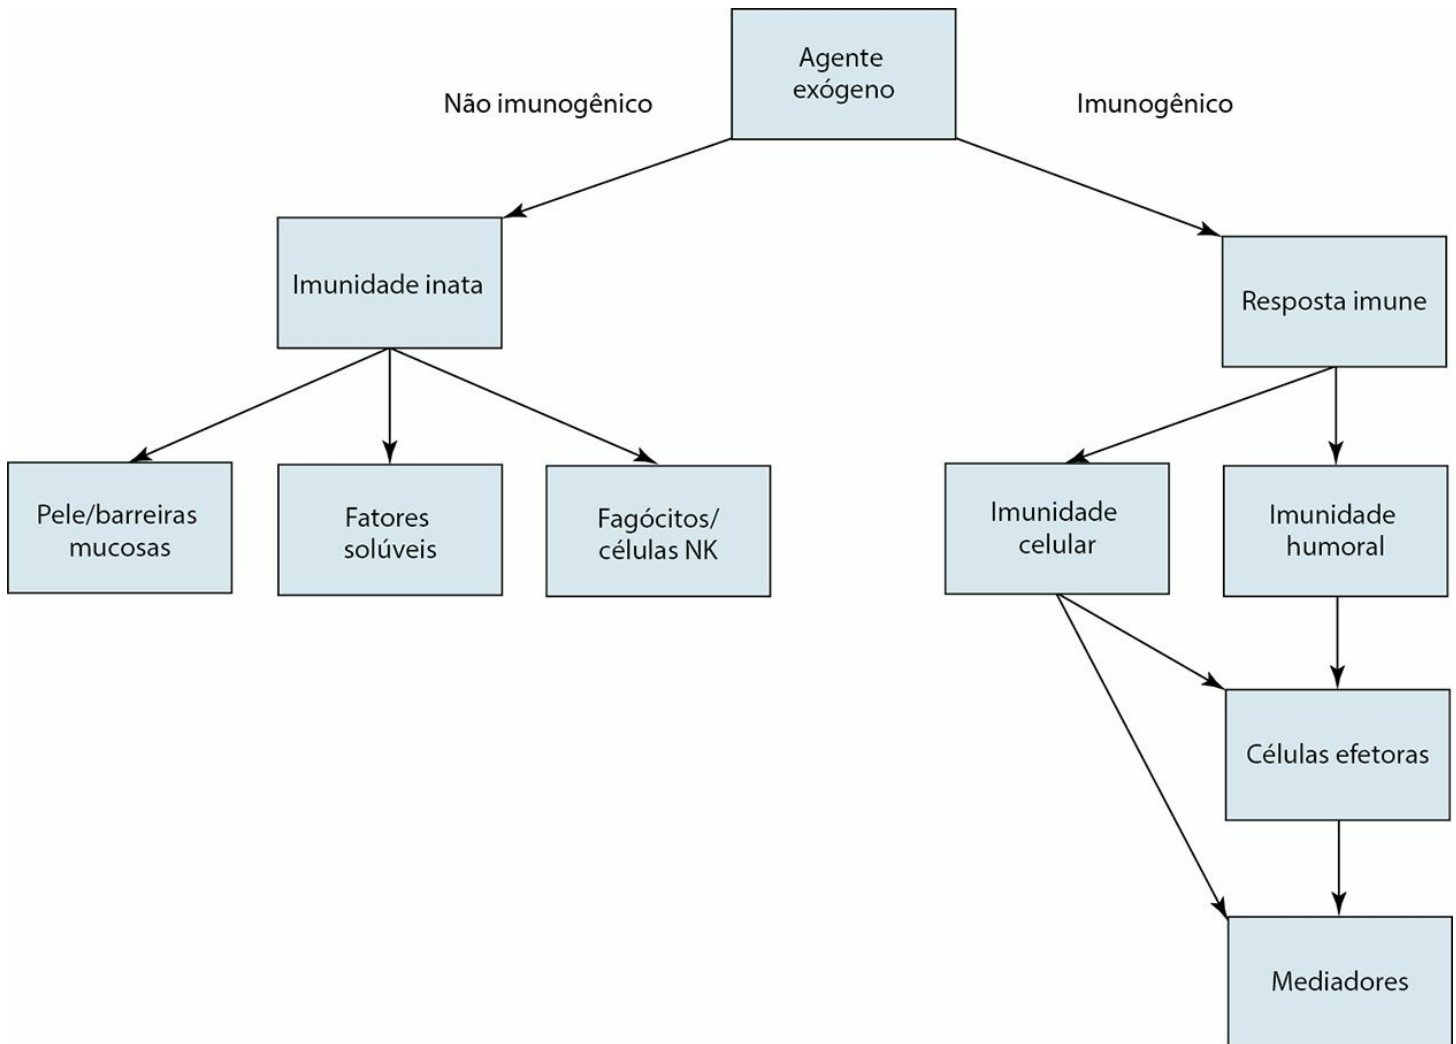 Agente
exógeno
Não imunogênico
Imunogênico
Imunidade inata
Resposta imune
Pele/barreiras
mucosas
Fatores
solúveis
Fagócitos/
células NK
Imunidade
celular
Imunidade
humoral
Células efetoras
Mediadores